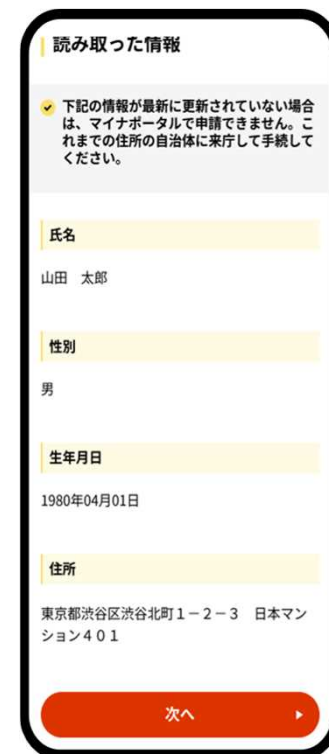 読み取った情報
下記の情報が最新に更新されていない場合
は、マイナポータルで申請できません。こ
れまでの住所の自治体に来庁して手続して
ください。
氏名
山田　太郎
性別
男
生年月日
1980年04月01日
住所
東京都渋谷区渋谷北町１－２－３　日本マン
ション４０１
次へ